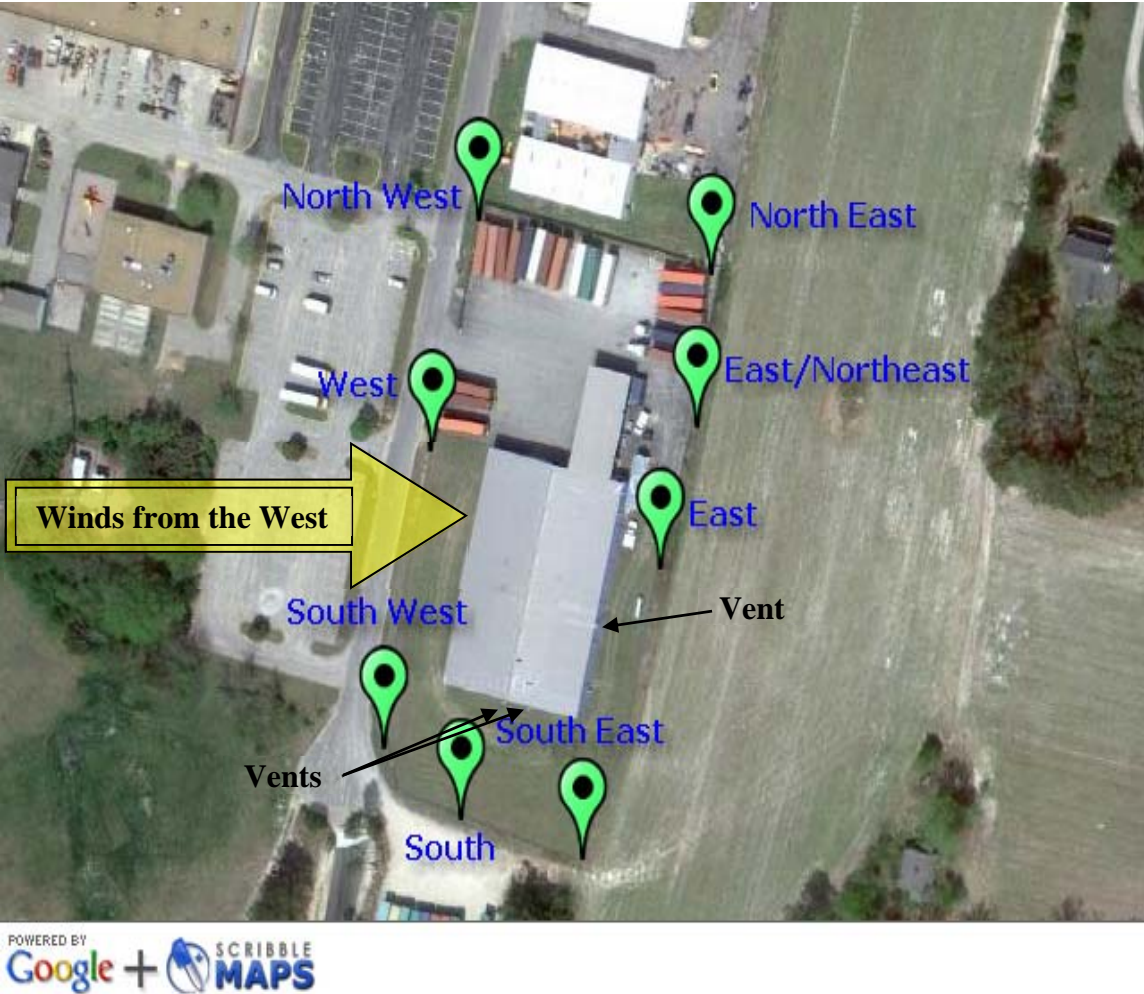 North West
North East
West
East/Northeast
Winds from the West
East
South West
Vent
South East
Vents
South
POWERED BY
Google + SCRIBBLE
MAPS